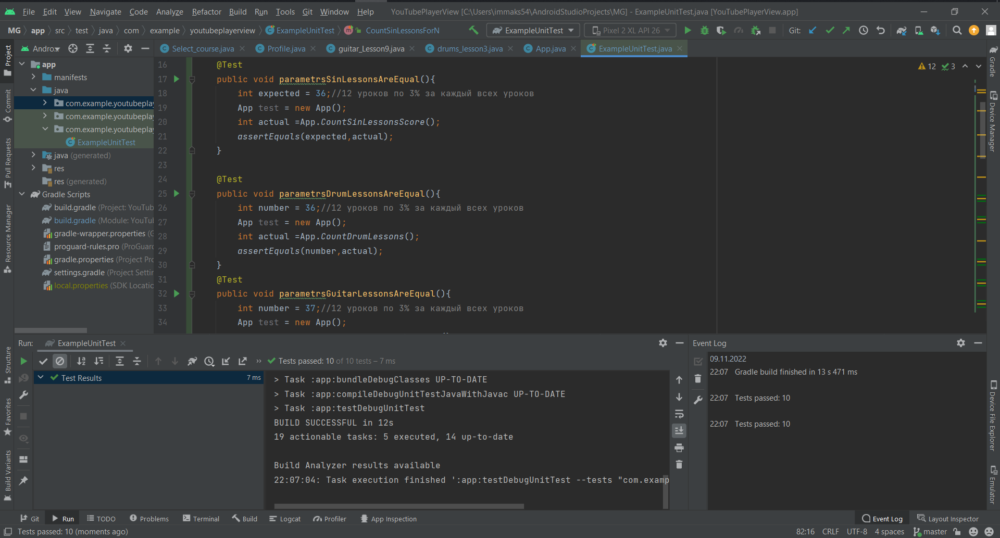 File Edit View Navigate Code Analyze Refactor Build Run Tools Git Window Help YouTubePlayerView [C:\Users\immaks54\AndroidStudioProjects\MG] - ExampleUnitTest.java [YouTubePlayerView.app]
MG app src test java com example youtubeplayerview ExampleUnitTest CountSinLessonsForN ExampleUnitTest Pixel 2 XL API 26 Git:
Andro... Select_course.java Profile.java guitar_Lesson9.java drums_lesson3.java App.java ExampleUnitTest.java
Project
Commit
Pull Requests
Resource Manager
Structure
Favorites
Build Variants
app
manifests
java
com.example.youtubeplay
com.example.youtubeplay
com.example.youtubeplay
ExampleUnitTest
java (generated)
res
res (generated)
Gradle Scripts
build.gradle (Project: YouTub
build.gradle (Module: YouTu
gradle-wrapper.properties (G
proguard-rules.pro (ProGuard
gradle.properties (Project Pro
settings.gradle (Project Settin
local.properties (SDK Locatio
12 3
16 @Test
17 public void parametrsSinLessonsAreEqual(){
18 int expected = 36;//12 уроков по 3% за каждый всех уроков
19 App test = new App();
20 int actual =App.CountSinLessonsScore();
21 assertEquals(expected,actual);
22 }
23
24 @Test
25 public void parametrsDrumLessonsAreEqual(){
26 int number = 36;//12 уроков по 3% за каждый всех уроков
27 App test = new App();
28 int actual =App.CountDrumLessons();
29 assertEquals(number,actual);
30 }
31 @Test
32 public void parametrsGuitarLessonsAreEqual(){
33 int number = 37;//12 уроков по 3% за каждый всех уроков
34 App test = new App();
Gradle
Device Manager
Device File Explorer
Emulator
Run: ExampleUnitTest
Tests passed: 10 of 10 tests – 7 ms
Test Results 7 ms
> Task :app:bundleDebugClasses UP-TO-DATE
> Task :app:compileDebugUnitTestJavaWithJavac UP-TO-DATE
> Task :app:testDebugUnitTest
BUILD SUCCESSFUL in 12s
19 actionable tasks: 5 executed, 14 up-to-date
Build Analyzer results available
22:07:04: Task execution finished ':app:testDebugUnitTest --tests "com.examp
Event Log
09.11.2022
22:07 Gradle build finished in 13 s 471 ms
22:07 Tests passed: 10
22:07 Tests passed: 10
Git Run TODO Problems Terminal Build Logcat Profiler App Inspection Event Log Layout Inspector
Tests passed: 10 (moments ago) 82:16 CRLF UTF-8 4 spaces master